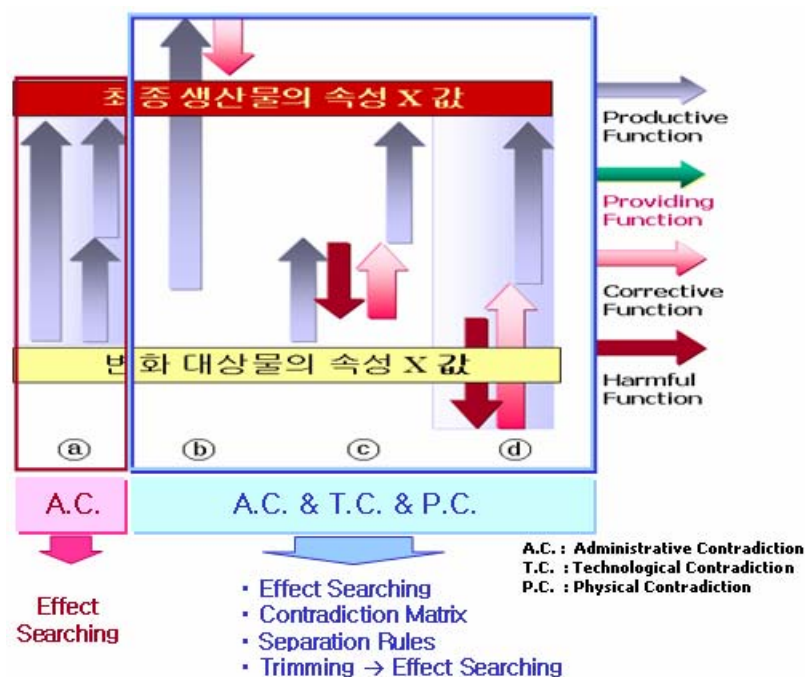 최종 생산물의 속성 X 값
변화 대상물의 속성 X 값
ⓐ ⓑ ⓒ ⓓ
Productive
Function
Providing
Function
Corrective
Function
Harmful
Function
A.C.
A.C. & T.C. & P.C.
Effect
Searching
· Effect Searching
· Contradiction Matrix
· Separation Rules
· Trimming → Effect Searching
A.C. : Administrative Contradiction
T.C. : Technological Contradiction
P.C. : Physical Contradiction